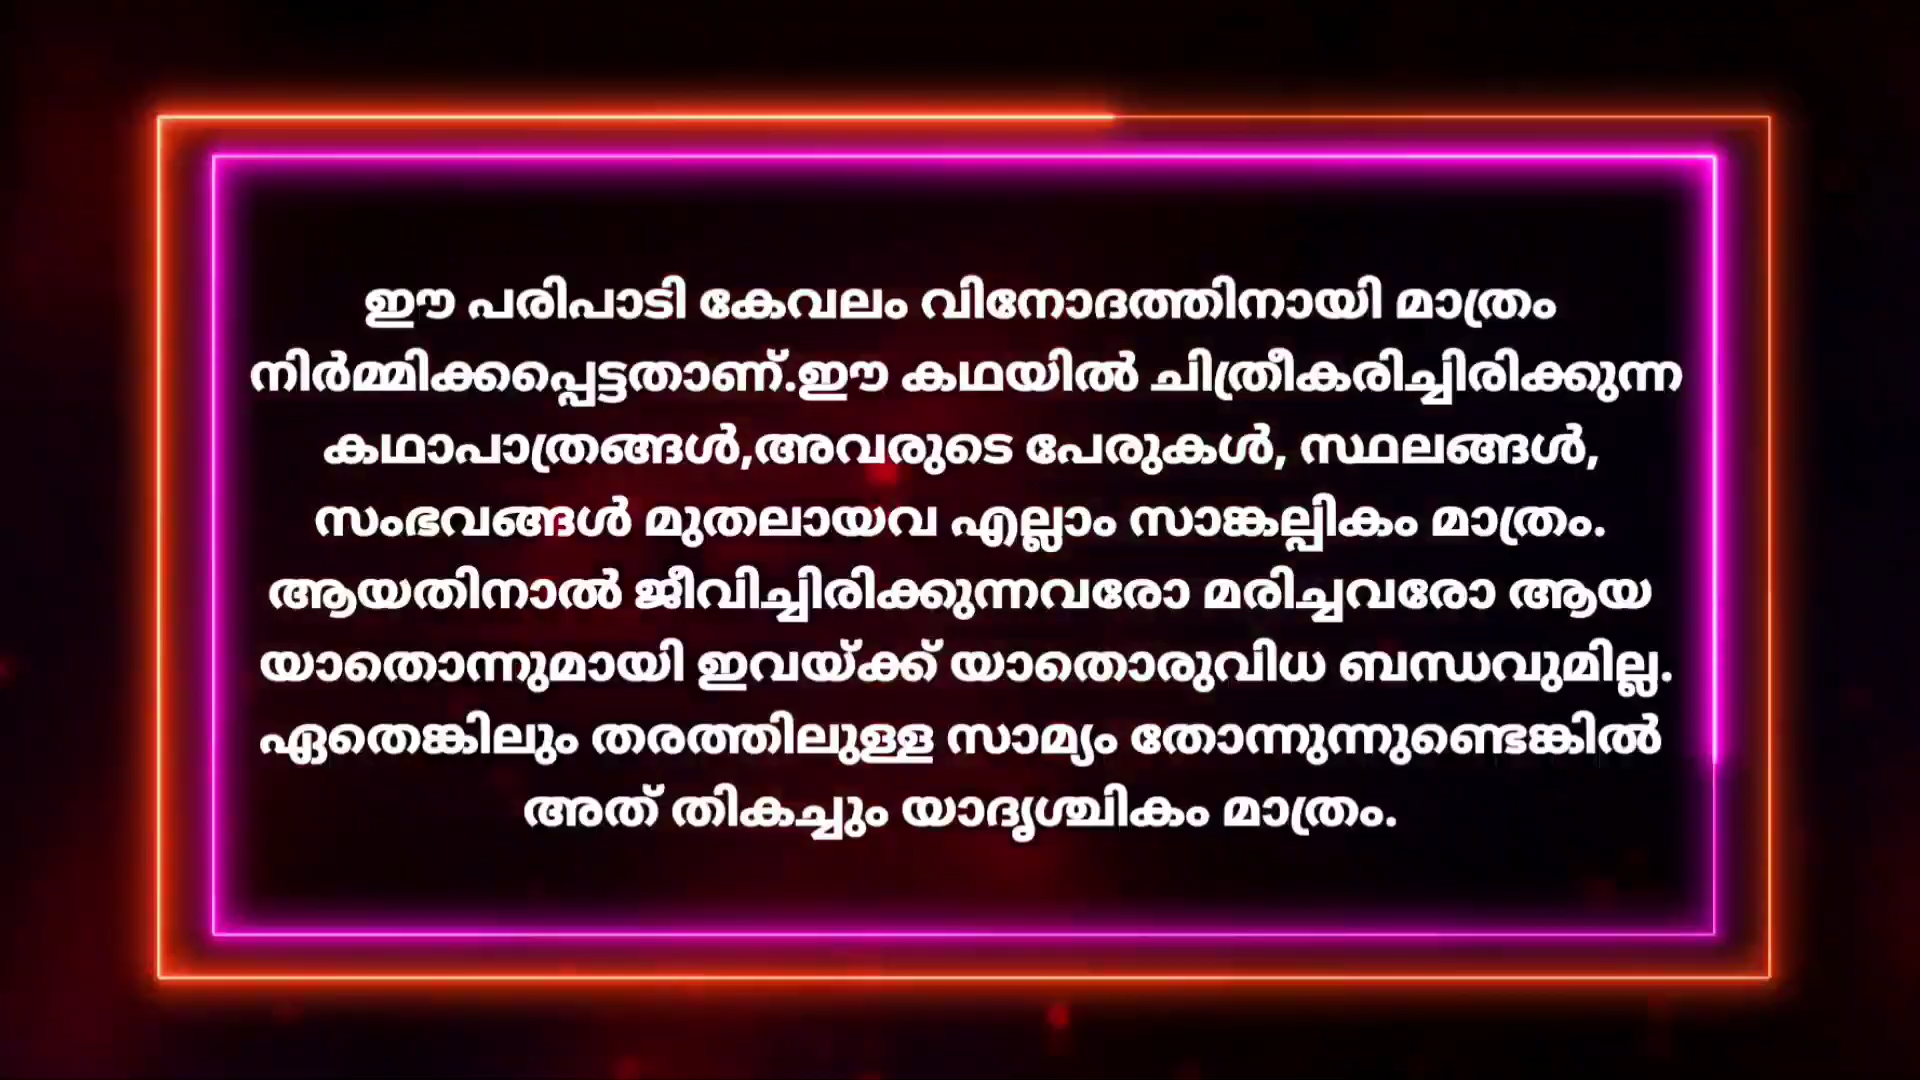 ഈ പരിപാടി കേവലം വിനോദത്തിനായി മാത്രം
നിർമ്മിക്കപ്പെട്ടതാണ്.ഈ കഥയിൽ ചിത്രീകരിച്ചിരിക്കുന്ന
കഥാപാത്രങ്ങൾ,അവരുടെ പേരുകൾ, സ്ഥലങ്ങൾ,
സംഭവങ്ങൾ മുതലായവ എല്ലാം സാങ്കല്പികം മാത്രം.
ആയതിനാൽ ജീവിച്ചിരിക്കുന്നവരോ മരിച്ചവരോ ആയ
യാതൊന്നുമായി ഇവയ്ക്ക് യാതൊരുവിധ ബന്ധവുമില്ല.
ഏതെങ്കിലും തരത്തിലുള്ള സാമ്യം തോന്നുന്നുണ്ടെങ്കിൽ
അത് തികച്ചും യാദൃശ്ചികം മാത്രം.